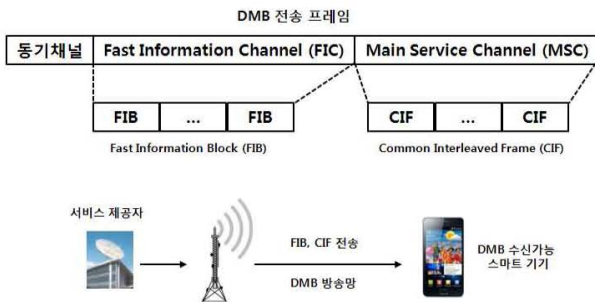 DMB 전송 프레임
동기채널 Fast Information Channel (FIC) Main Service Channel (MSC)
FIB ... FIB CIF ... CIF
Fast Information Block (FIB) Common Interleaved Frame (CIF)
서비스 제공자
FIB, CIF 전송
DMB 방송망
DMB 수신가능
스마트 기기